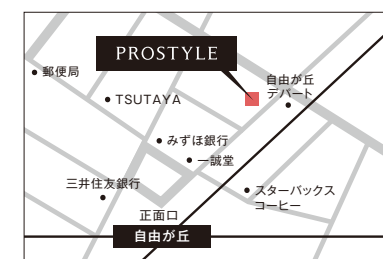 PROSTYLE
郵便局
TSUTAYA
自由が丘
デパート
みずほ銀行
一誠堂
三井住友銀行
スターバックス
コーヒー
正面口
自由が丘